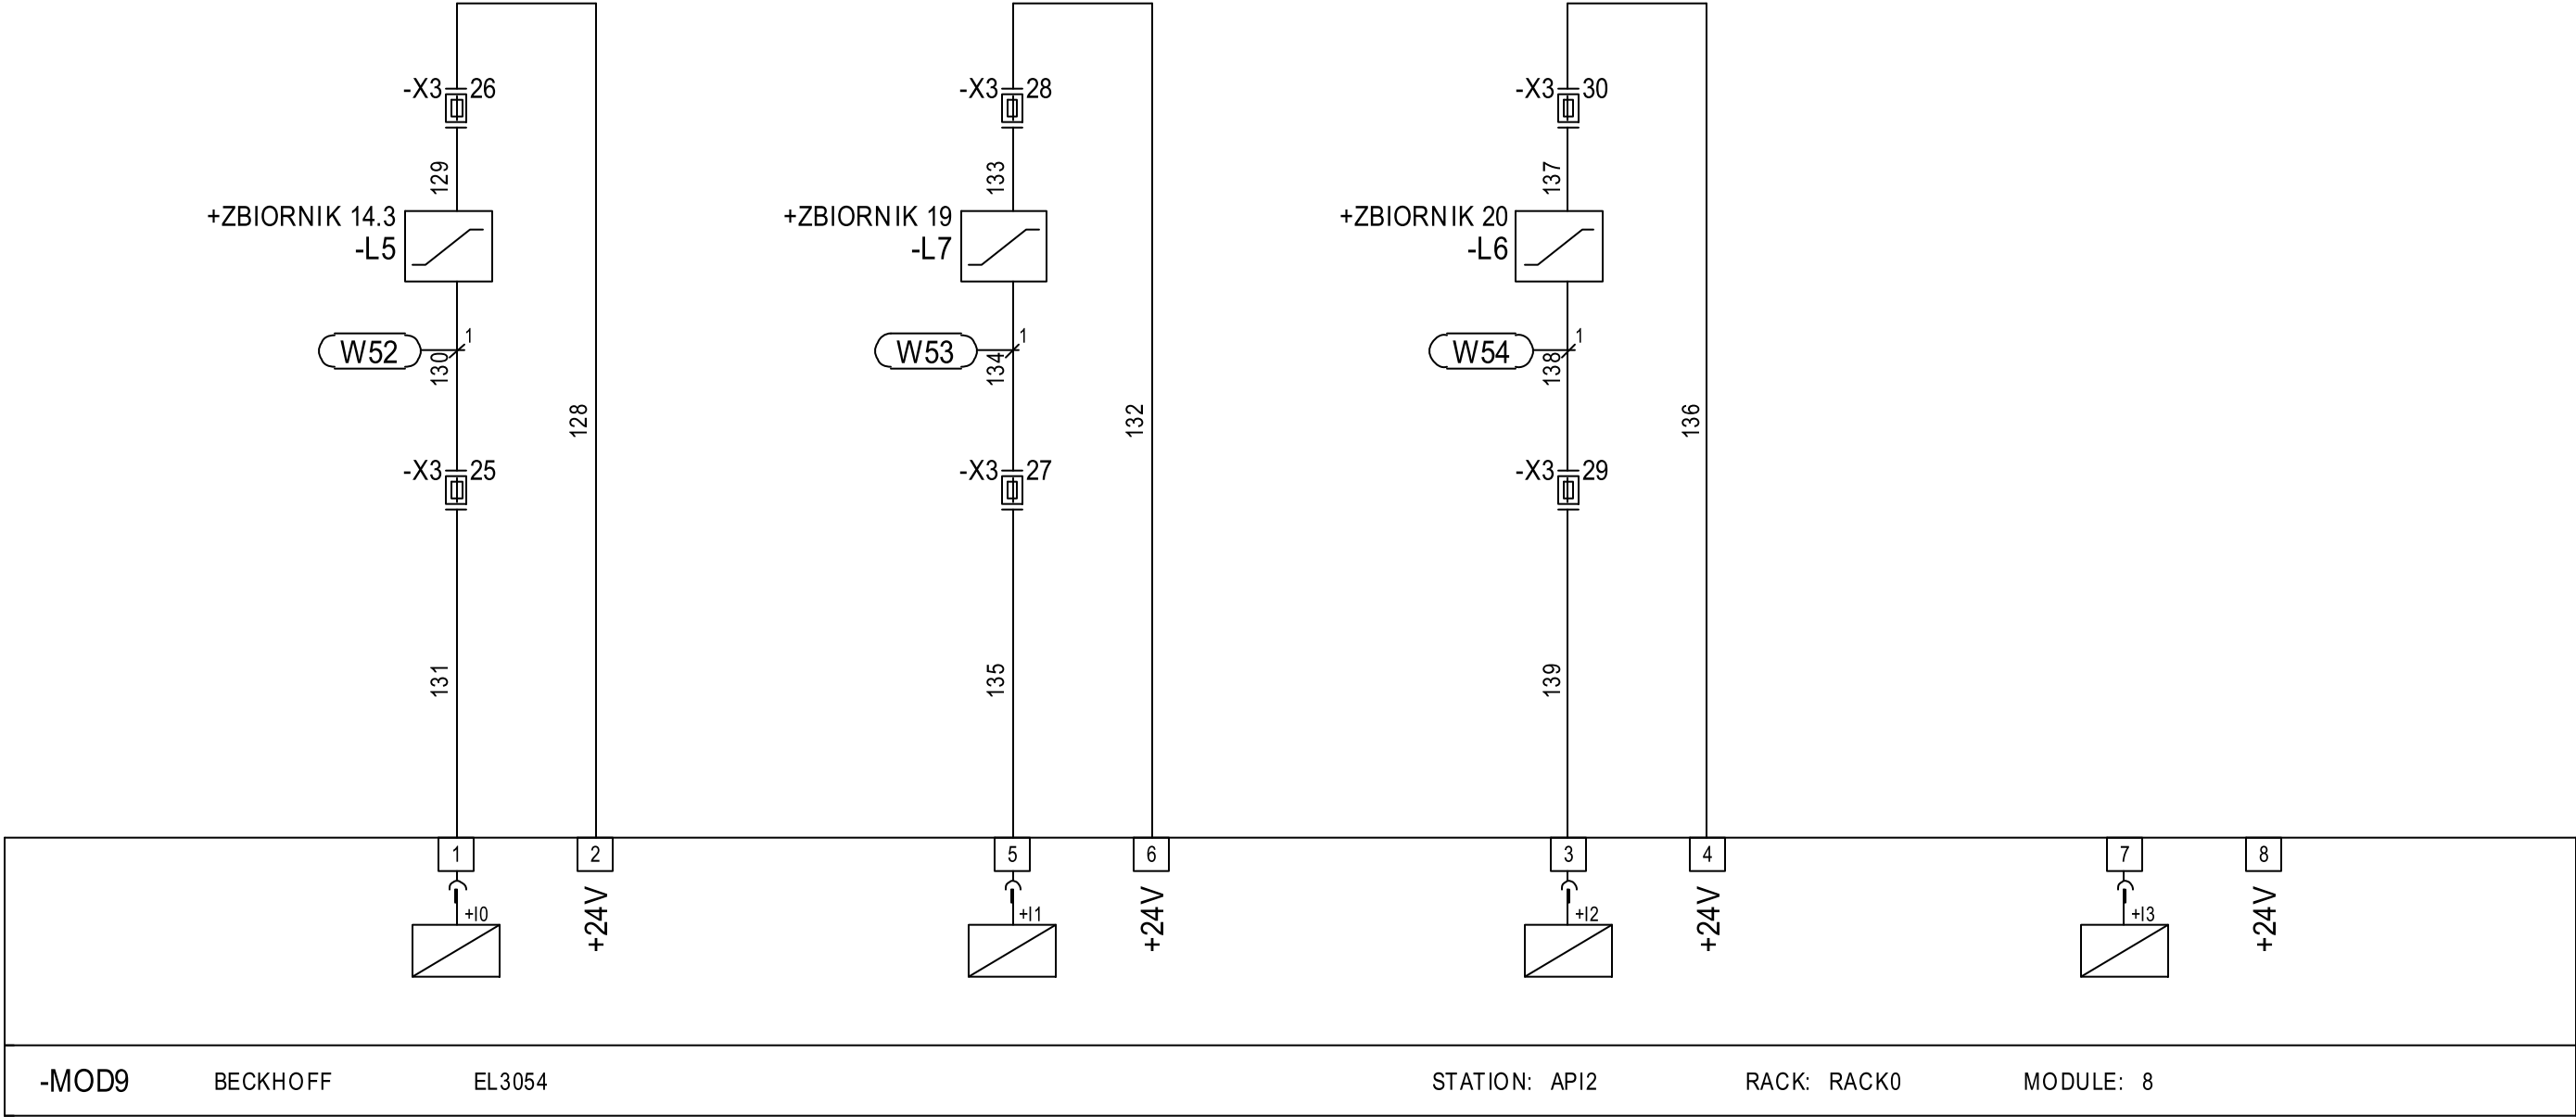 -X3 26
-X3 28
-X3 30
129
133
137
+ZBIORNIK 14.3
-L5
+ZBIORNIK 19
-L7
+ZBIORNIK 20
-L6
W52 1
130
W53 1
134
W54 1
138
128
132
136
-X3 25
-X3 27
-X3 29
131
135
139
1 2 5 6 3 4 7 8
+I0 +24V +I1 +24V +I2 +24V +I3 +24V
-MOD9 BECKHOFF EL3054 STATION: API2 RACK: RACK0 MODULE: 8